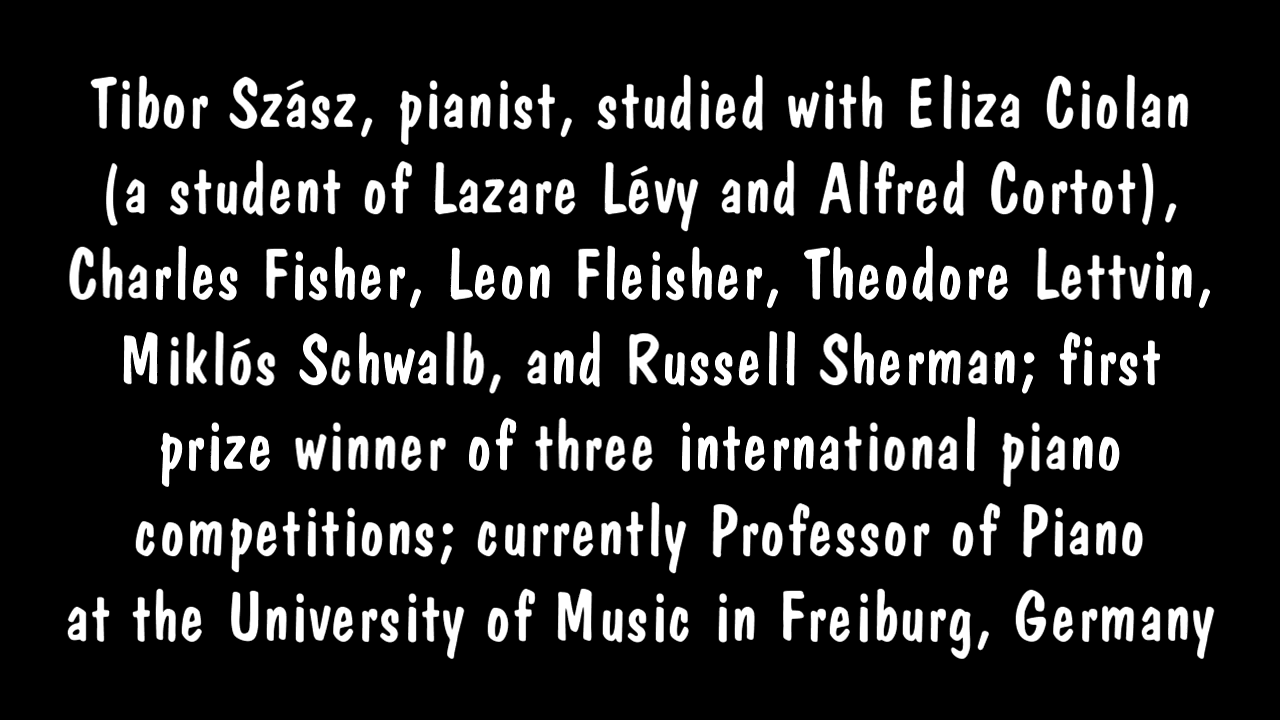 Tibor Szász, pianist, studied with Eliza Ciolan
(a student of Lazare Lévy and Alfred Cortot),
Charles Fisher, Leon Fleisher, Theodore Lettvin,
Miklós Schwalb, and Russell Sherman; first
prize winner of three international piano
competitions; currently Professor of Piano
at the University of Music in Freiburg, Germany